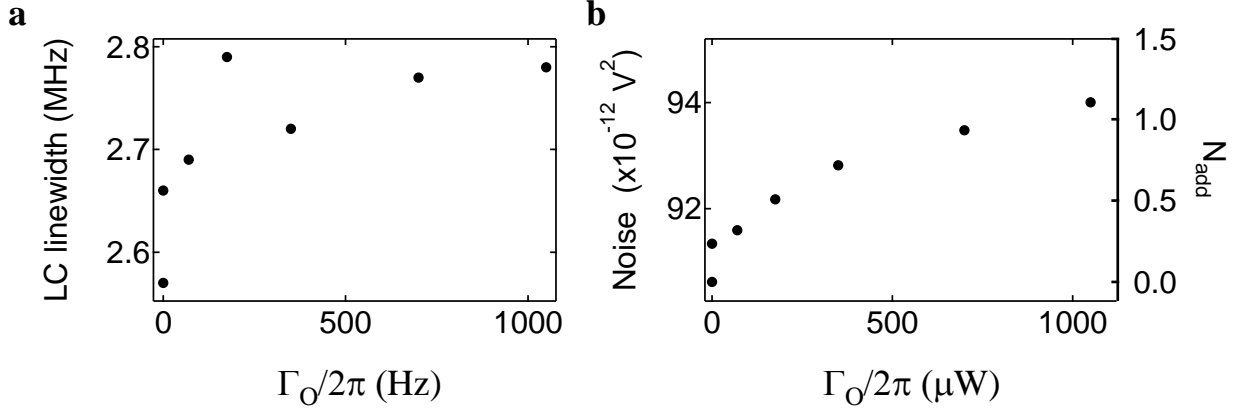 a
LC linewidth (MHz)
2.8
2.7
2.6
0 500 1000
Γ_O/2π (Hz)
b
Noise (x10^-12 V^2)
94
92
0 500 1000
Γ_O/2π (μW)
1.5
1.0
0.5
0.0
N_add